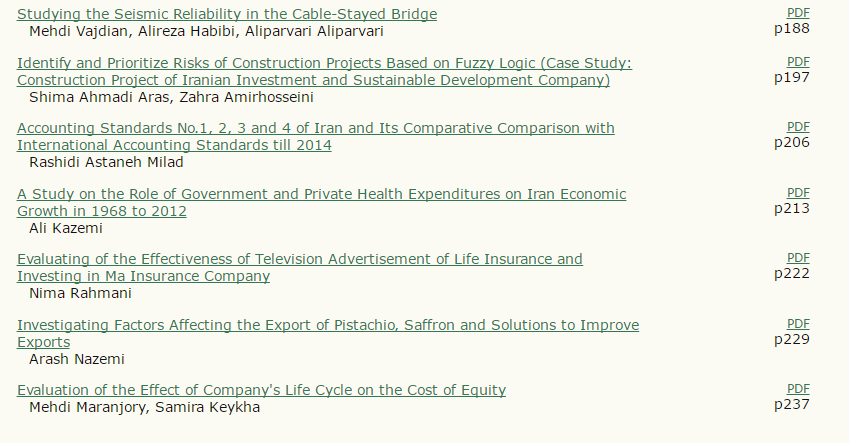 Studying the Seismic Reliability in the Cable-Stayed Bridge PDF
Mehdi Vajdian, Alireza Habibi, Aliparvari Aliparvari p188
Identify and Prioritize Risks of Construction Projects Based on Fuzzy Logic (Case Study: PDF
Construction Project of Iranian Investment and Sustainable Development Company) p197
Shima Ahmadi Aras, Zahra Amirhosseini
Accounting Standards No.1, 2, 3 and 4 of Iran and Its Comparative Comparison with PDF
International Accounting Standards till 2014 p206
Rashidi Astaneh Milad
A Study on the Role of Government and Private Health Expenditures on Iran Economic PDF
Growth in 1968 to 2012 p213
Ali Kazemi
Evaluating of the Effectiveness of Television Advertisement of Life Insurance and PDF
Investing in Ma Insurance Company p222
Nima Rahmani
Investigating Factors Affecting the Export of Pistachio, Saffron and Solutions to Improve PDF
Exports p229
Arash Nazemi
Evaluation of the Effect of Company's Life Cycle on the Cost of Equity PDF
Mehdi Maranjory, Samira Keykha p237